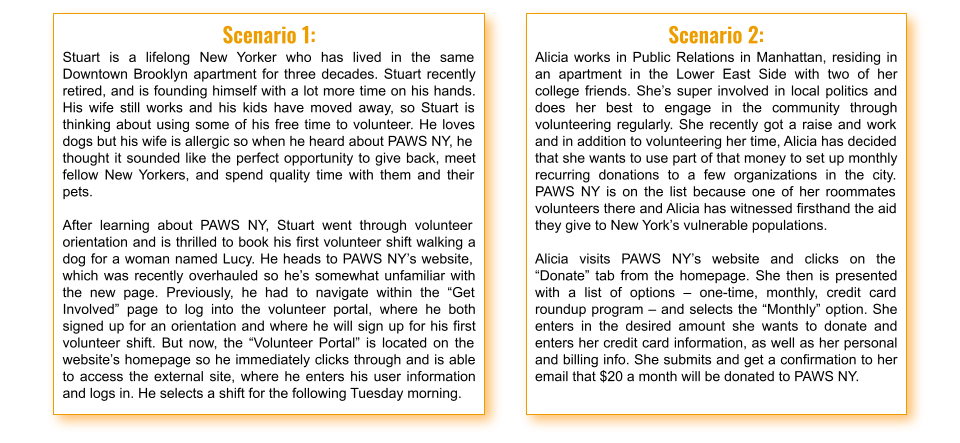 Scenario 1:
Stuart is a lifelong New Yorker who has lived in the same
Downtown Brooklyn apartment for three decades. Stuart recently
retired, and is founding himself with a lot more time on his hands.
His wife still works and his kids have moved away, so Stuart is
thinking about using some of his free time to volunteer. He loves
dogs but his wife is allergic so when he heard about PAWS NY, he
thought it sounded like the perfect opportunity to give back, meet
fellow New Yorkers, and spend quality time with them and their
pets.

After learning about PAWS NY, Stuart went through volunteer
orientation and is thrilled to book his first volunteer shift walking a
dog for a woman named Lucy. He heads to PAWS NY’s website,
which was recently overhauled so he’s somewhat unfamiliar with
the new page. Previously, he had to navigate within the “Get
Involved” page to log into the volunteer portal, where he both
signed up for an orientation and where he will sign up for his first
volunteer shift. But now, the “Volunteer Portal” is located on the
website’s homepage so he immediately clicks through and is able
to access the external site, where he enters his user information
and logs in. He selects a shift for the following Tuesday morning.

Scenario 2:
Alicia works in Public Relations in Manhattan, residing in
an apartment in the Lower East Side with two of her
college friends. She’s super involved in local politics and
does her best to engage in the community through
volunteering regularly. She recently got a raise and work
and in addition to volunteering her time, Alicia has decided
that she wants to use part of that money to set up monthly
recurring donations to a few organizations in the city.
PAWS NY is on the list because one of her roommates
volunteers there and Alicia has witnessed firsthand the aid
they give to New York’s vulnerable populations.

Alicia visits PAWS NY’s website and clicks on the
“Donate” tab from the homepage. She then is presented
with a list of options – one-time, monthly, credit card
roundup program – and selects the “Monthly” option. She
enters in the desired amount she wants to donate and
enters her credit card information, as well as her personal
and billing info. She submits and get a confirmation to her
email that $20 a month will be donated to PAWS NY.